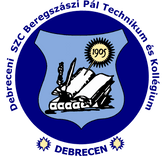 Debreceni SZC Beregszászi Pál Technikum és Kollégium
1905
DEBRECEN